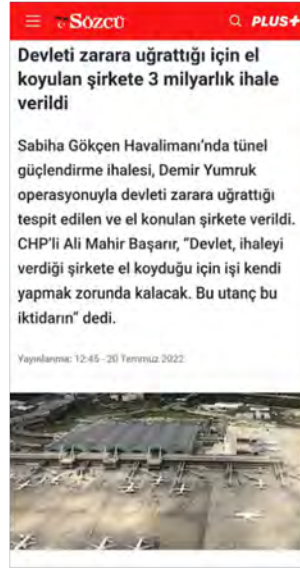 Sözcü PLUS+
Devleti zarara uğrattığı için el
koyulan şirkete 3 milyarlık ihale
verildi
Sabiha Gökçen Havalimanı’nda tünel
güçlendirme ihalesi, Demir Yumruk
operasyonuyla devleti zarara uğrattığı
tespit edilen ve el konulan şirkete verildi.
CHP’li Ali Mahir Başarır, “Devlet, ihaleyi
verdiği şirkete el koyduğu için işi kendi
yapmak zorunda kalacak. Bu utanç bu
iktidarın” dedi.
Yayınlanma: 12:45 - 20 Temmuz 2022